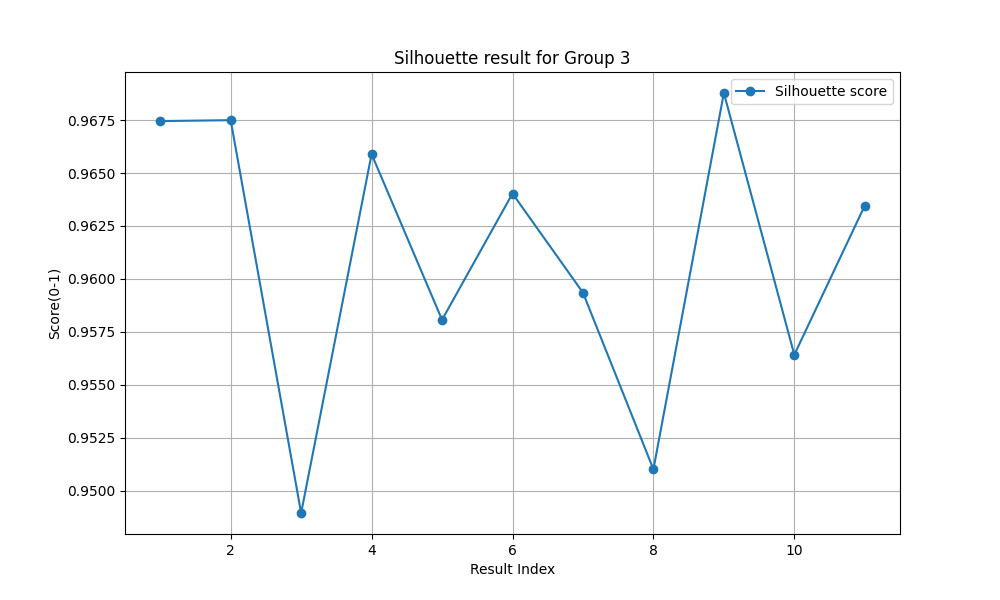 Silhouette result for Group 3
Silhouette score
0.9675
0.9650
0.9625
0.9600
0.9575
0.9550
0.9525
0.9500
Score(0-1)
2 4 6 8 10
Result Index